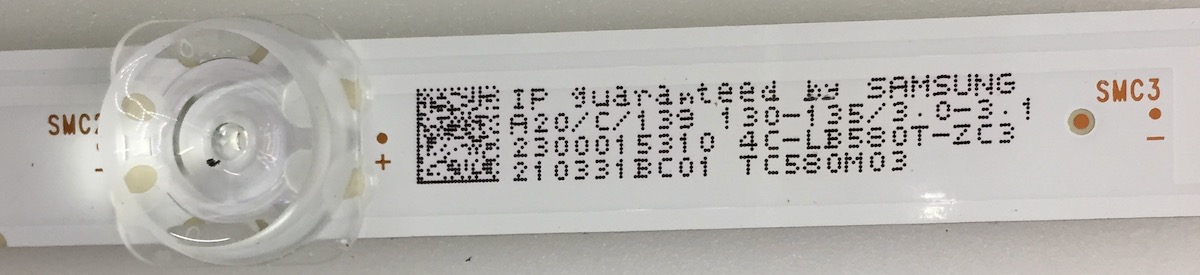 SMC2
IP guaranteed by SAMSUNG
A20/C/139 130-135/3.0-3.1
2300015310 4C-LB580T-ZC3
210331BC01 TC580M03
SMC3
+
-